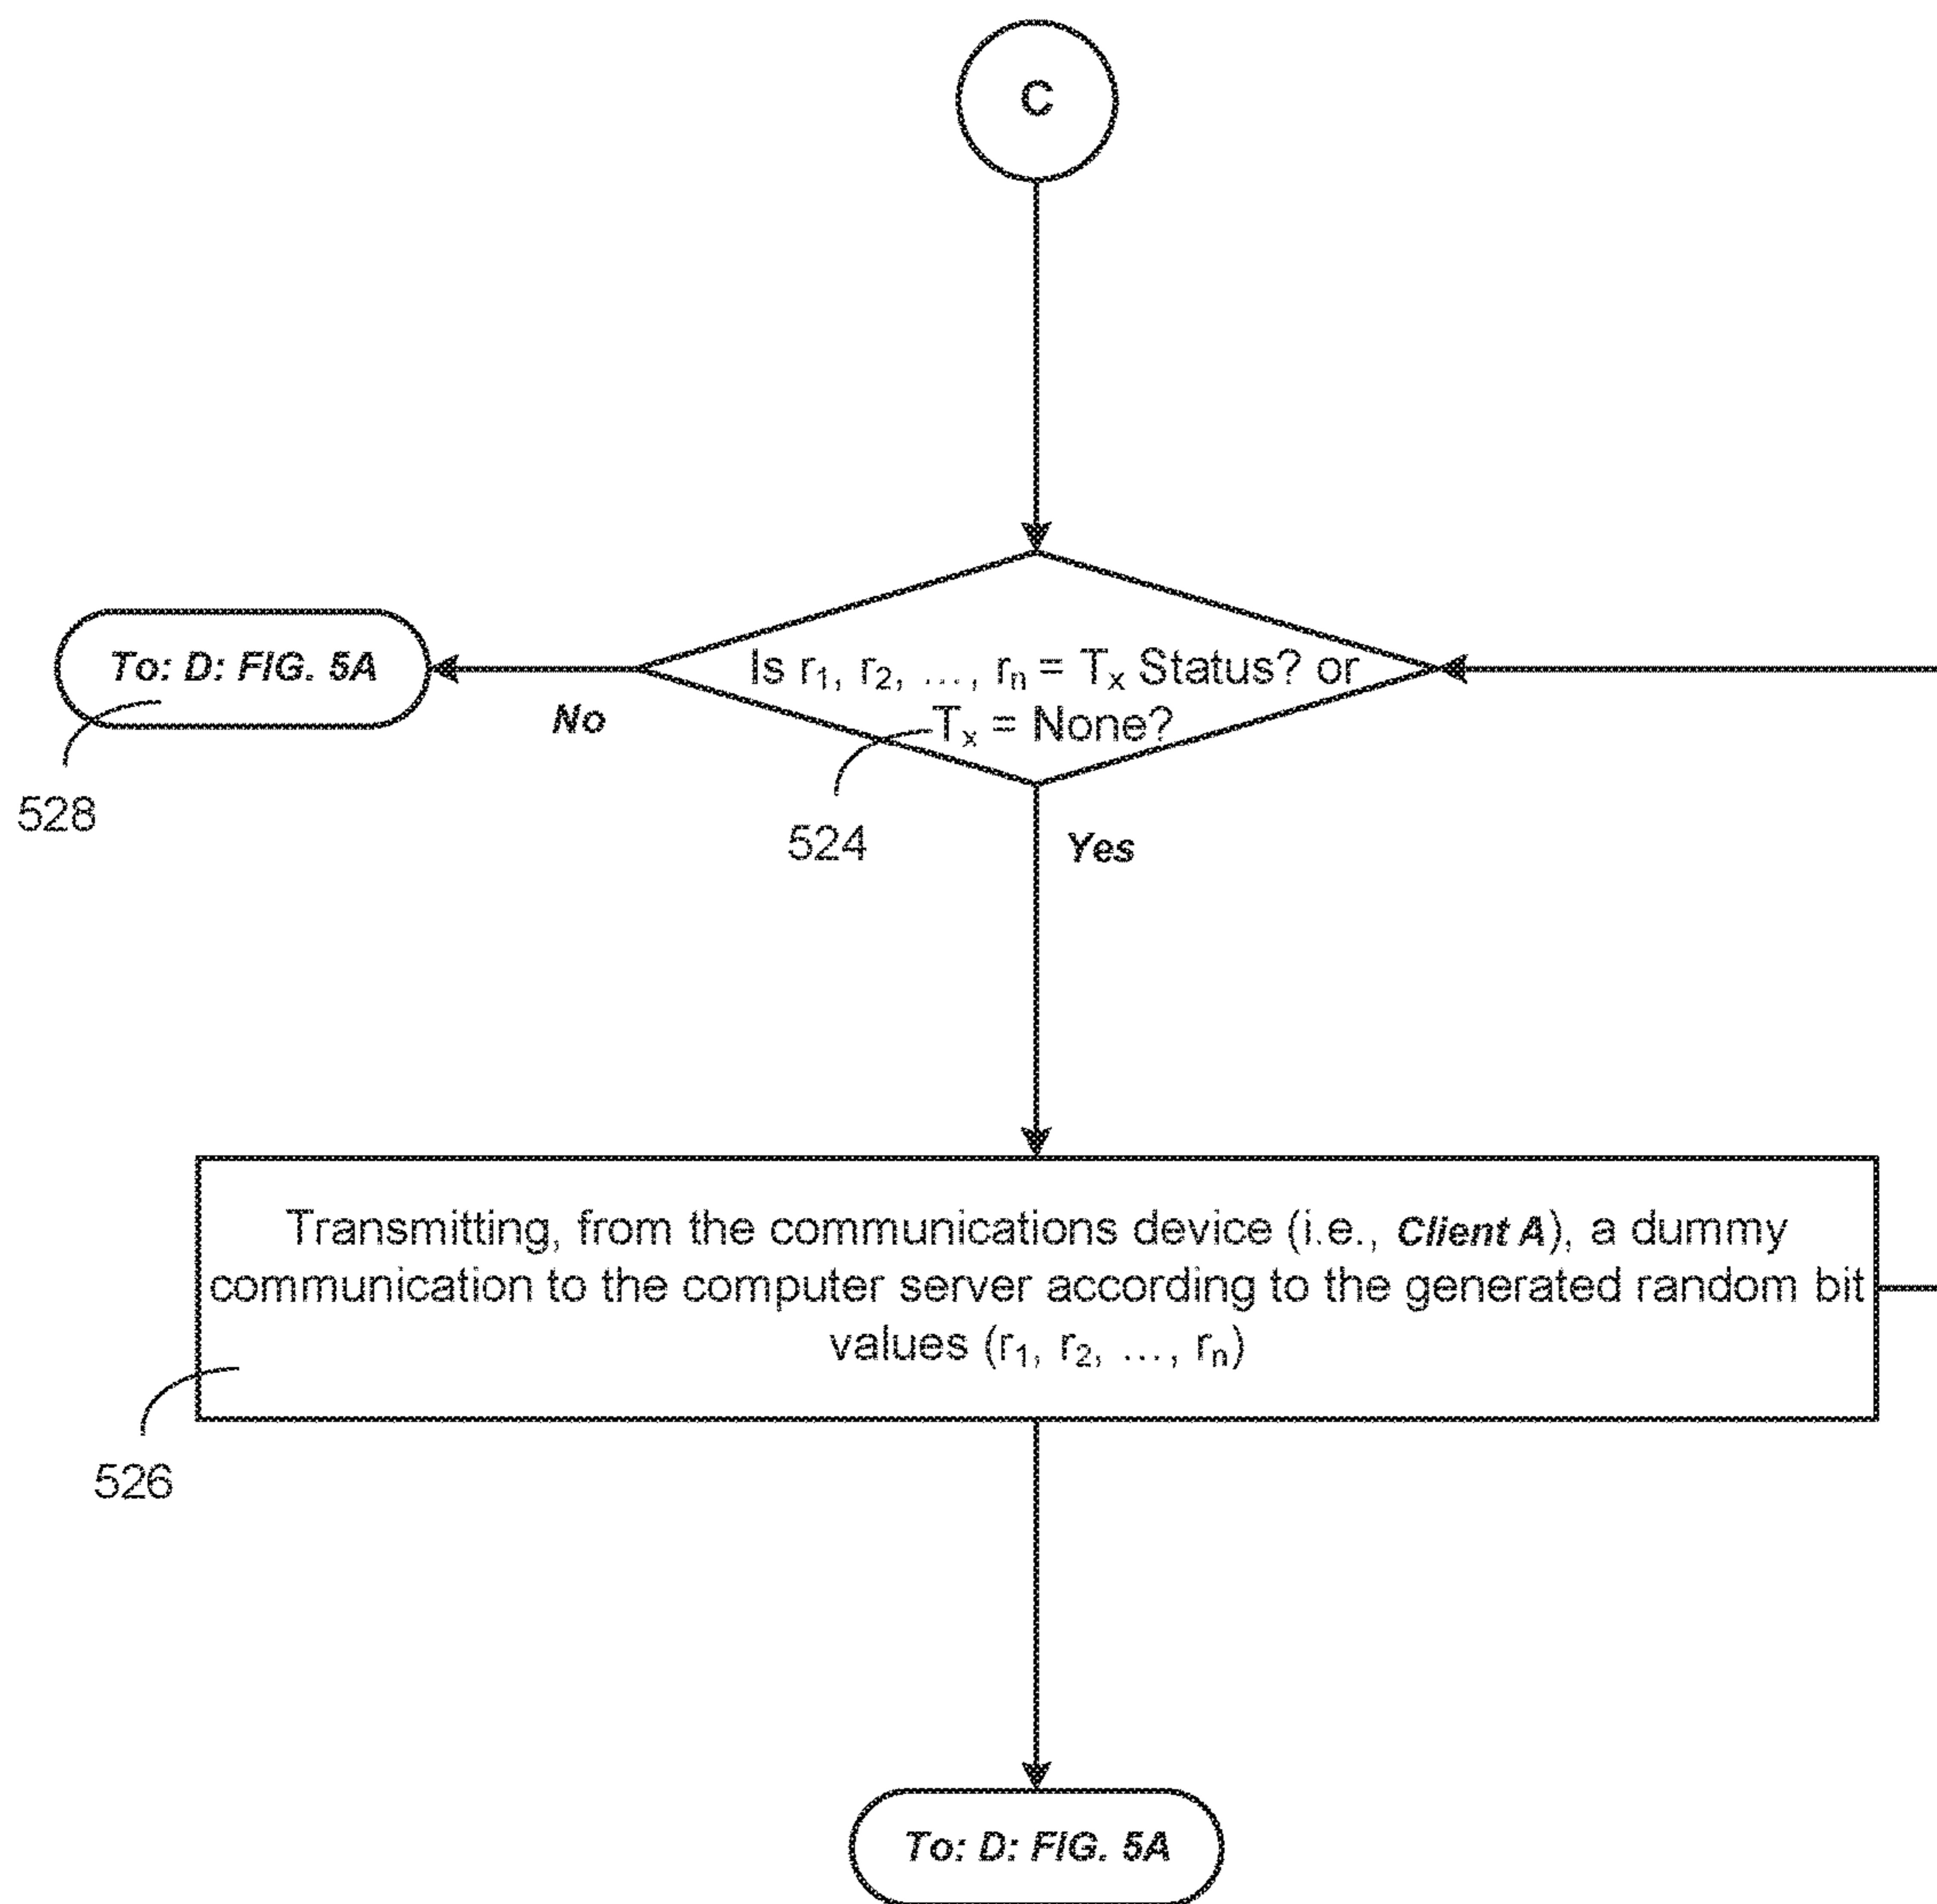 C
Is r₁, r₂, ..., rₙ = Tₓ Status? or
Tₓ = None?
To: D: FIG. 5A
No
528
524
Yes
Transmitting, from the communications device (i.e., Client A), a dummy
communication to the computer server according to the generated random bit
values (r₁, r₂, ..., rₙ)
526
To: D: FIG. 5A